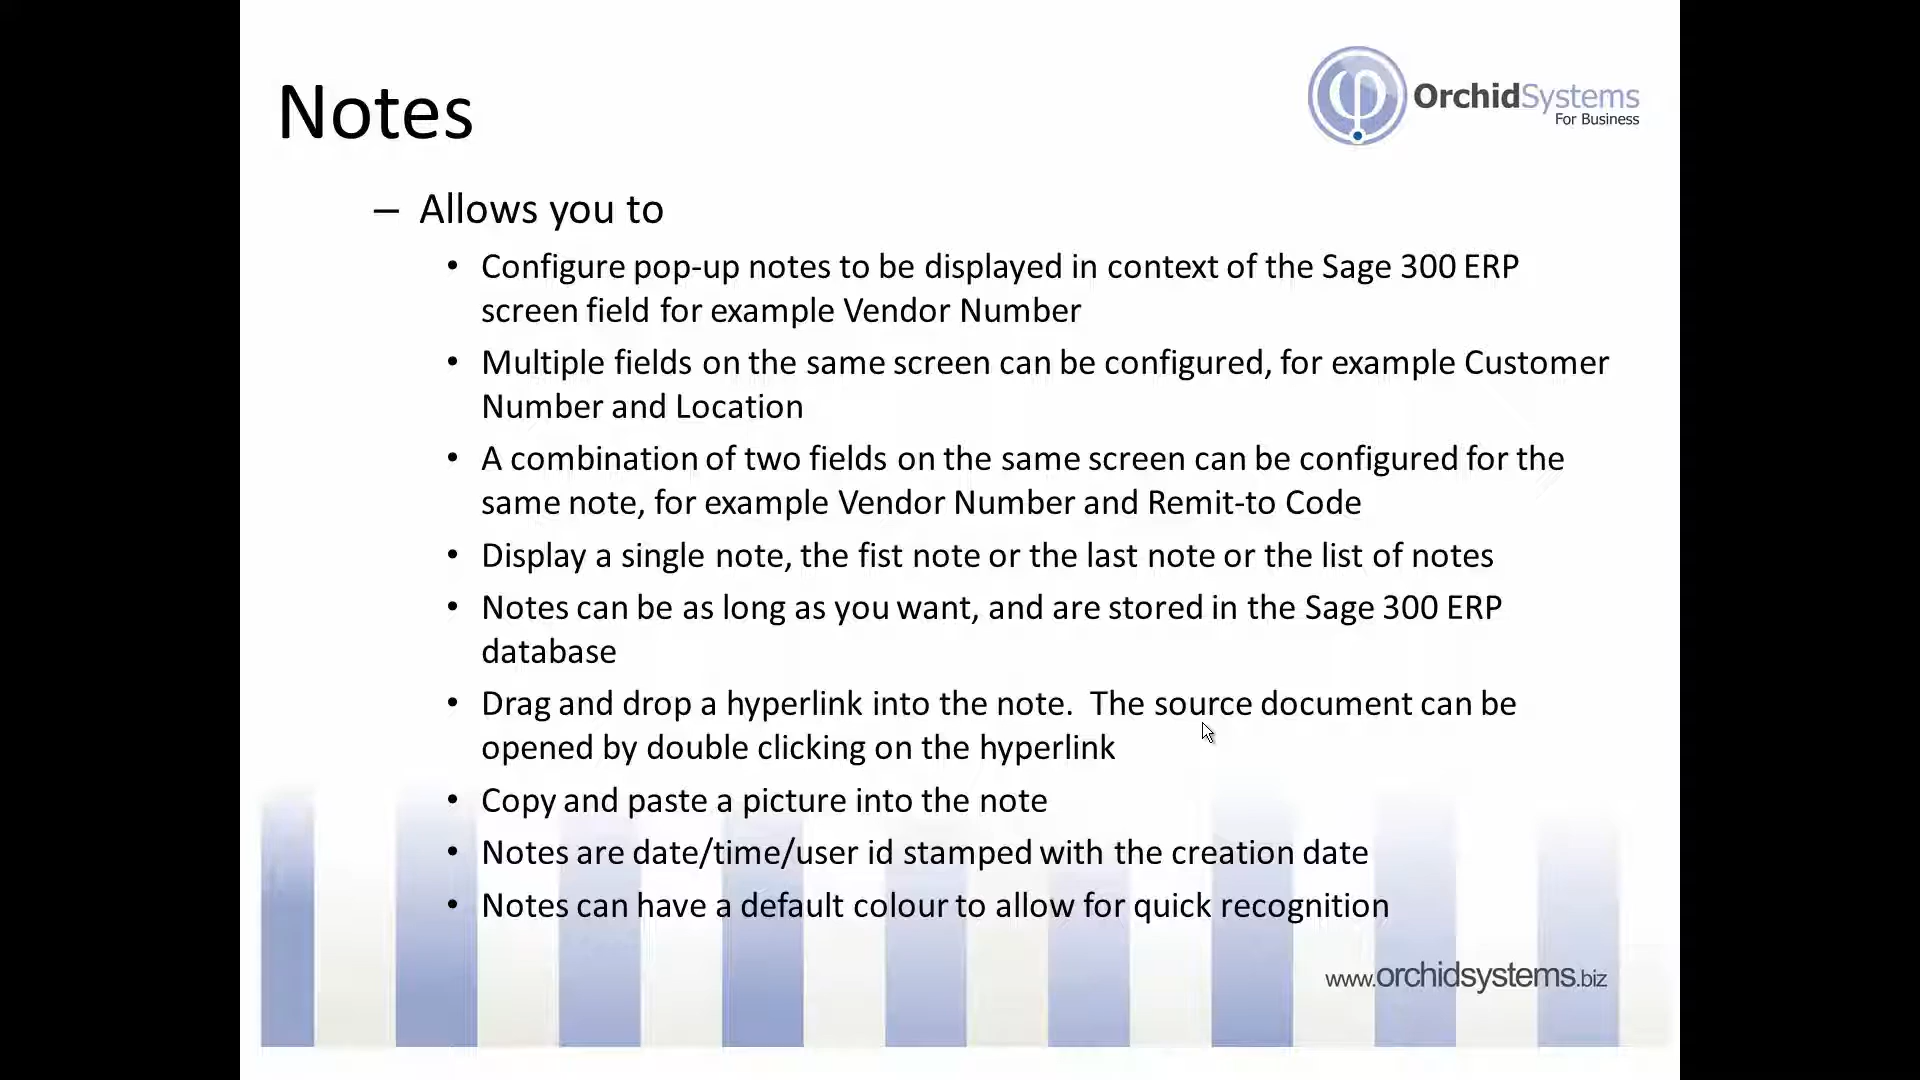 Notes
OrchidSystems
For Business
– Allows you to
• Configure pop-up notes to be displayed in context of the Sage 300 ERP
screen field for example Vendor Number
• Multiple fields on the same screen can be configured, for example Customer
Number and Location
• A combination of two fields on the same screen can be configured for the
same note, for example Vendor Number and Remit-to Code
• Display a single note, the fist note or the last note or the list of notes
• Notes can be as long as you want, and are stored in the Sage 300 ERP
database
• Drag and drop a hyperlink into the note.  The source document can be
opened by double clicking on the hyperlink
• Copy and paste a picture into the note
• Notes are date/time/user id stamped with the creation date
• Notes can have a default colour to allow for quick recognition
www.orchidsystems.biz